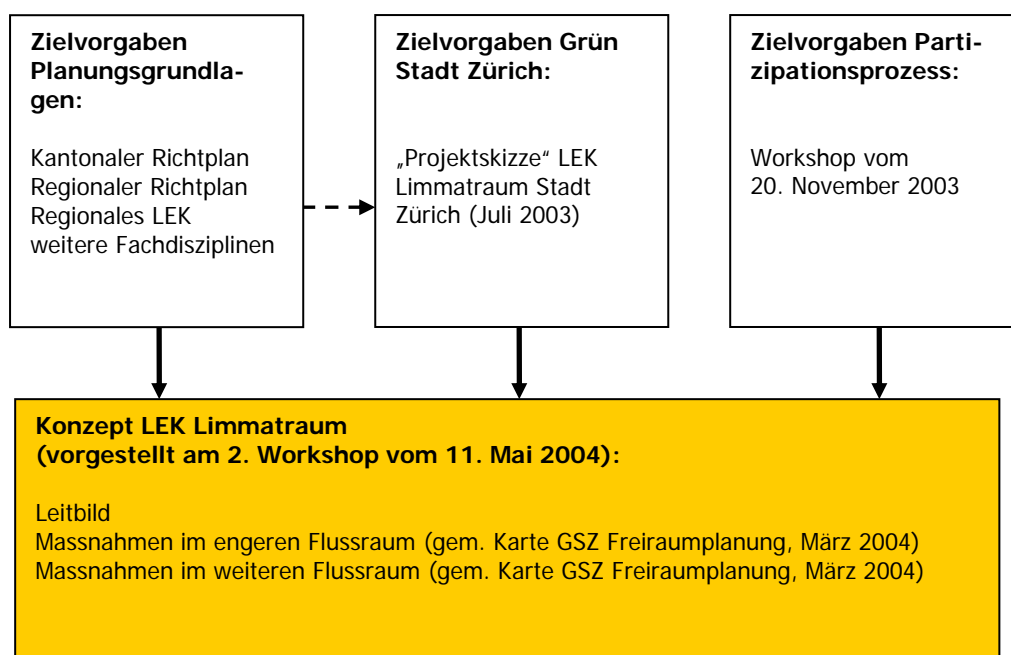 Zielvorgaben
Planungsgrundla-
gen:
Kantonaler Richtplan
Regionaler Richtplan
Regionales LEK
weitere Fachdisziplinen
Zielvorgaben Grün
Stadt Zürich:
„Projektskizze“ LEK
Limmatraum Stadt
Zürich (Juli 2003)
Zielvorgaben Parti-
zipationsprozess:
Workshop vom
20. November 2003
Konzept LEK Limmatraum
(vorgestellt am 2. Workshop vom 11. Mai 2004):
Leitbild
Massnahmen im engeren Flussraum (gem. Karte GSZ Freiraumplanung, März 2004)
Massnahmen im weiteren Flussraum (gem. Karte GSZ Freiraumplanung, März 2004)